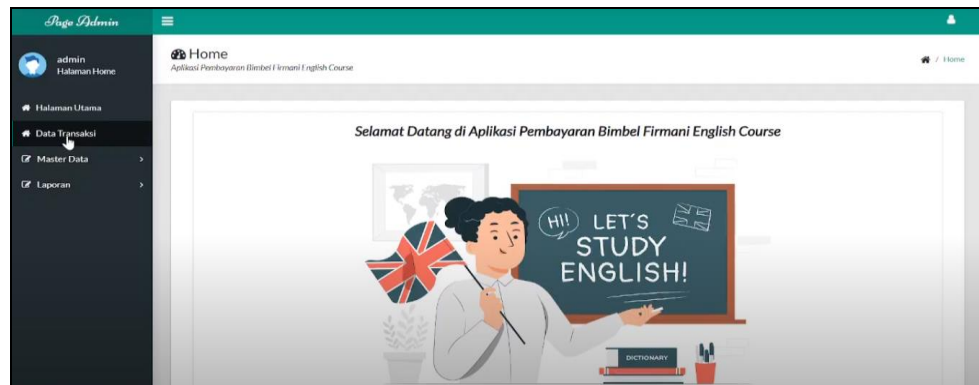 Page Admin
admin
Halaman Home
Home
Aplikasi Pembayaran Bimbel Firmani English Course
/ Home
Halaman Utama
Data Transaksi
Master Data
Laporan
Selamat Datang di Aplikasi Pembayaran Bimbel Firmani English Course
HI!
LET'S
STUDY
ENGLISH!
DICTIONARY